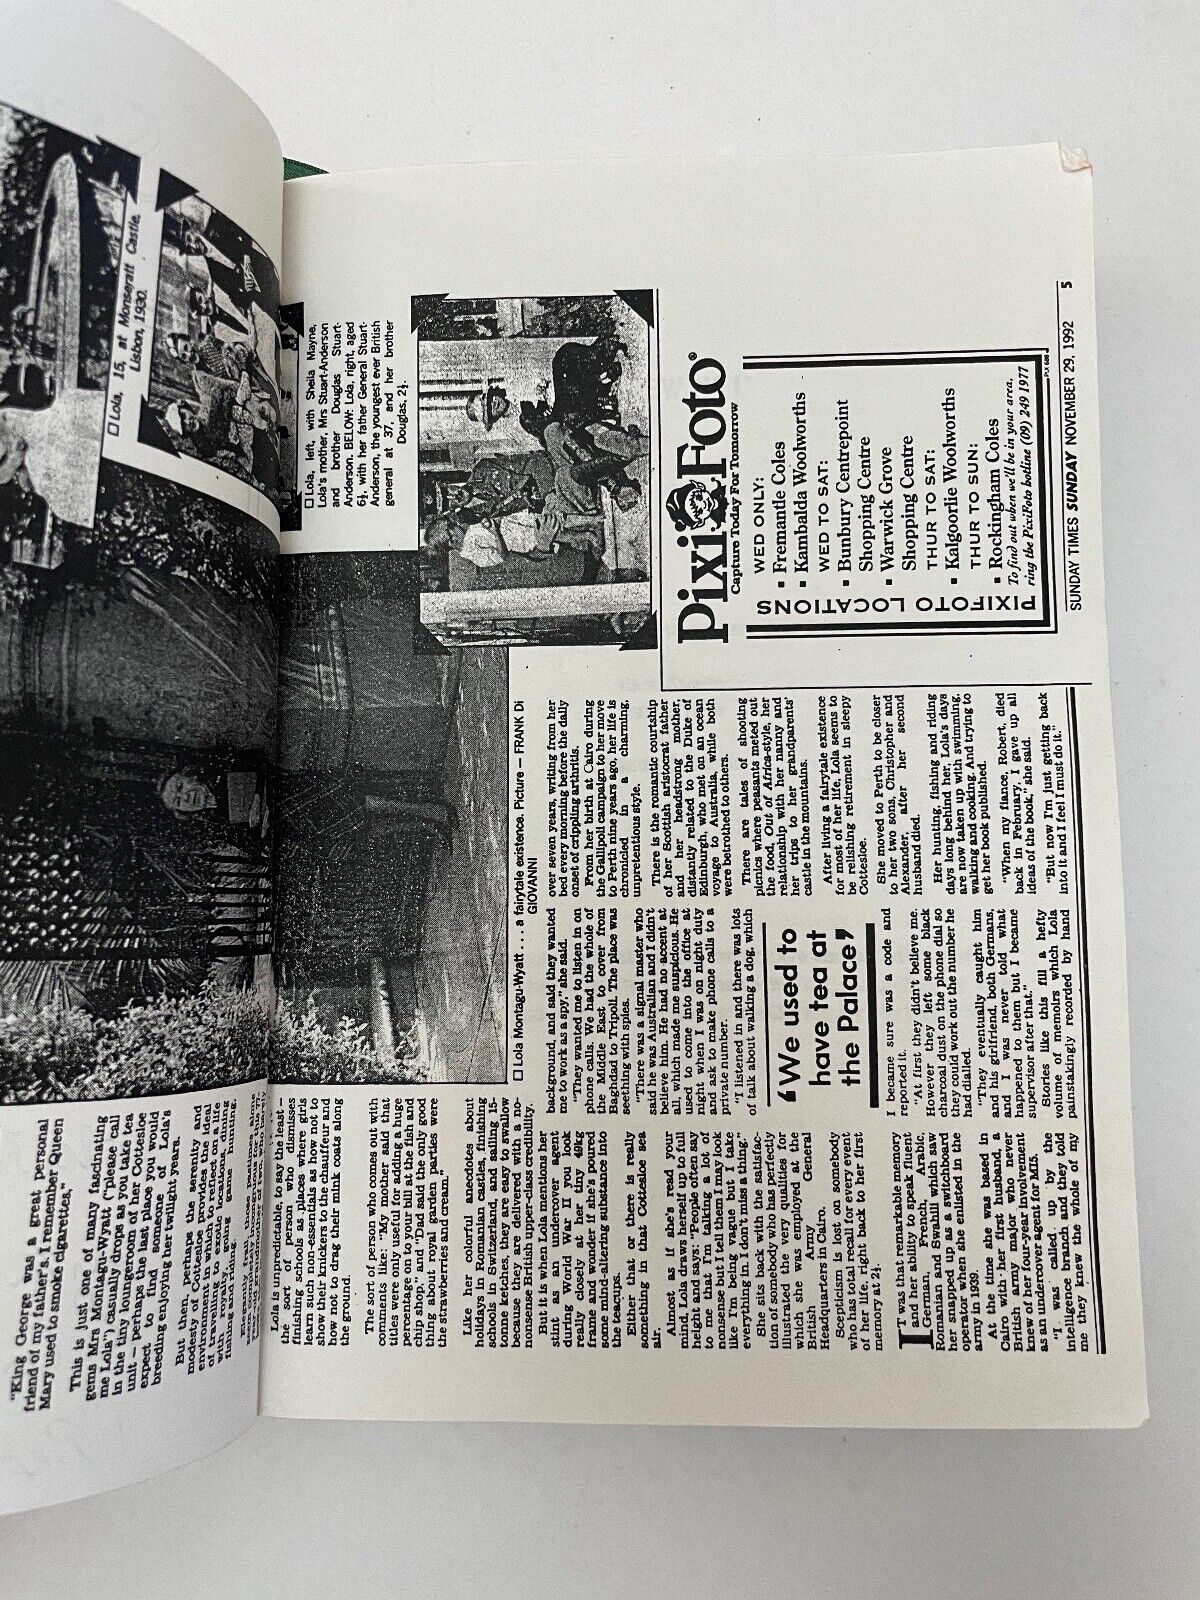 "King George was a great personal
friend of my father's, I remember Queen
Mary used to smoke cigarettes,"
This is just one of many fascinating
gems Mrs Montagu-Wyatt ("please call
me Lola") casually drops as you take tea
in the tiny loungeroom of her Cottesloe
unit — perhaps the last place you would
expect to find someone of Lola's
breeding enjoying her twilight years.
But then, perhaps the serenity and
modesty of Cottesloe provides the ideal
environment in which to reflect on a life
of travelling to exotic locations, dining
with royalty and game hunting,
fishing and riding.
Lola is unpredictable, to say the least —
the sort of person who dismisses
finishing schools as places where girls
learn such non-essentials as how not to
show their knickers to the chauffeur and
how not to drag their mink coats along
the ground.
The sort of person who comes out with
comments like: "My mother said that
titles were only useful for adding a huge
percentage on to your bill at the fish and
chip shop," and "Dad said the only good
thing about royal garden parties were
the strawberries and cream."
Like her colorful anecdotes about
holidays in Romanian castles, finishing
schools in Switzerland, and sailing 15-
tonne ketches, they are easy to swallow
because they are delivered with a no-
nonsense British upper-class credibility.
But it is when Lola mentions her
stint as an undercover agent
during World War II you look
really closely at her tiny 49kg
frame and wonder if she's poured
some mind-altering substance into
the teacups.
Either that or there is really
something in that Cottesloe sea
air.
Almost as if she's read your
mind, Lola draws herself up to full
height and says: "People often say
to me that I'm talking a lot of
nonsense but I tell them I may look
like I'm being vague but I take
everything in, I don't miss a thing."
She sits back with the satisfac-
tion of somebody who has perfectly
illustrated the very qualities for
which she was employed at the
British Army General
Headquarters in Cairo.
Scepticism is lost on somebody
who has total recall for every event
of her life, right back to her first
memory at 2½.
IT was that remarkable memory
and her ability to speak fluent
German, French, Arabic,
Romann and Swahili which saw
her snapped up as a switchboard
operator when she enlisted in the
army in 1939.
At the time she was based in
Cairo with her first husband, a
British army major who never
knew of her four-year involvement
as an undercover agent for MI5.
"I was called up by the
intelligence branch and they told
me they knew the whole of my
background, and said they wanted
me to work as a spy," she said.
"They wanted me to listen in on
phone calls. We had the whole of
the Middle East to cover from
Baghdad to Tripoli. The place was
seething with spies.
"There was a signal master who
said he was Australian and I didn't
believe him. He had no accent at
all, which made me suspicious. He
used to come into the office at
night when I was on night duty
and ask to make phone calls to a
private number.
"I listened in and there was lots
of talk about walking a dog, which
‘We used to
have tea at
the Palace’
I became sure was a code and
reported it.
"At first they didn't believe me.
However they left some black
charcoal dust on the phone dial so
they could work out the number he
had dialled.
"They eventually caught him
and his girlfriend, both Germans,
and I was never told what
happened to them but I became
supervisor after that."
Stories like this fill a hefty
volume of memoirs which Lola
painstakingly recorded by hand
over seven years, writing from her
bed every morning before the daily
onset of crippling arthritis.
From her birth at Cairo during
the Gallipoli campaign to her move
to Perth nine years ago, her life is
chronicled in a charming,
unpretentious style.
There is the romantic courtship
of her Scottish aristocrat father
and her headstrong mother,
distantly related to the Duke of
Edinburgh, who met on an ocean
voyage to Australia, while both
were betrothed to others.
There are tales of shooting
picnics where peasants meted out
the food, Out of Africa-style, her
relationship with her nanny and
her trips to her grandparents'
castle in the mountains.
After living a fairytale existence
for most of her life, Lola seems to
be relishing retirement in sleepy
Cottesloe.
She moved to Perth to be closer
to her two sons, Christopher and
Alexander, after her second
husband died.
Her hunting, fishing and riding
days long behind her, Lola's days
are now taken up with swimming,
walking and cooking. And trying to
get her book published.
"When my fiance, Robert, died
back in February, I gave up all
ideas of the book," she said.
"But now I'm just getting back
into it and I feel I must do it."
□ Lola Montagu-Wyatt . . . a fairytale existence. Picture — FRANK Di
GIOVANNI
□ Lola, 15, at Monseratt Castle,
Lisbon, 1930.
□ Lola, left, with Sheila Mayne,
Lola's mother, Mrs Stuart-Anderson
and brother Douglas Stuart-
Anderson. BELOW: Lola, right, aged
6½, with her father General Stuart-
Anderson, the youngest ever British
general at 37, and her brother
Douglas, 2½.
PixiFoto®
Capture Today For Tomorrow
PIXIFOTO LOCATIONS
WED ONLY:
▪ Fremantle Coles
▪ Kambalda Woolworths
WED TO SAT:
▪ Bunbury Centrepoint
Shopping Centre
▪ Warwick Grove
Shopping Centre
THUR TO SAT:
▪ Kalgoorlie Woolworths
THUR TO SUN:
▪ Rockingham Coles
To find out when we'll be in your area,
ring the PixiFoto hotline (09) 249 1977
SUNDAY TIMES SUNDAY NOVEMBER 29, 1992 5